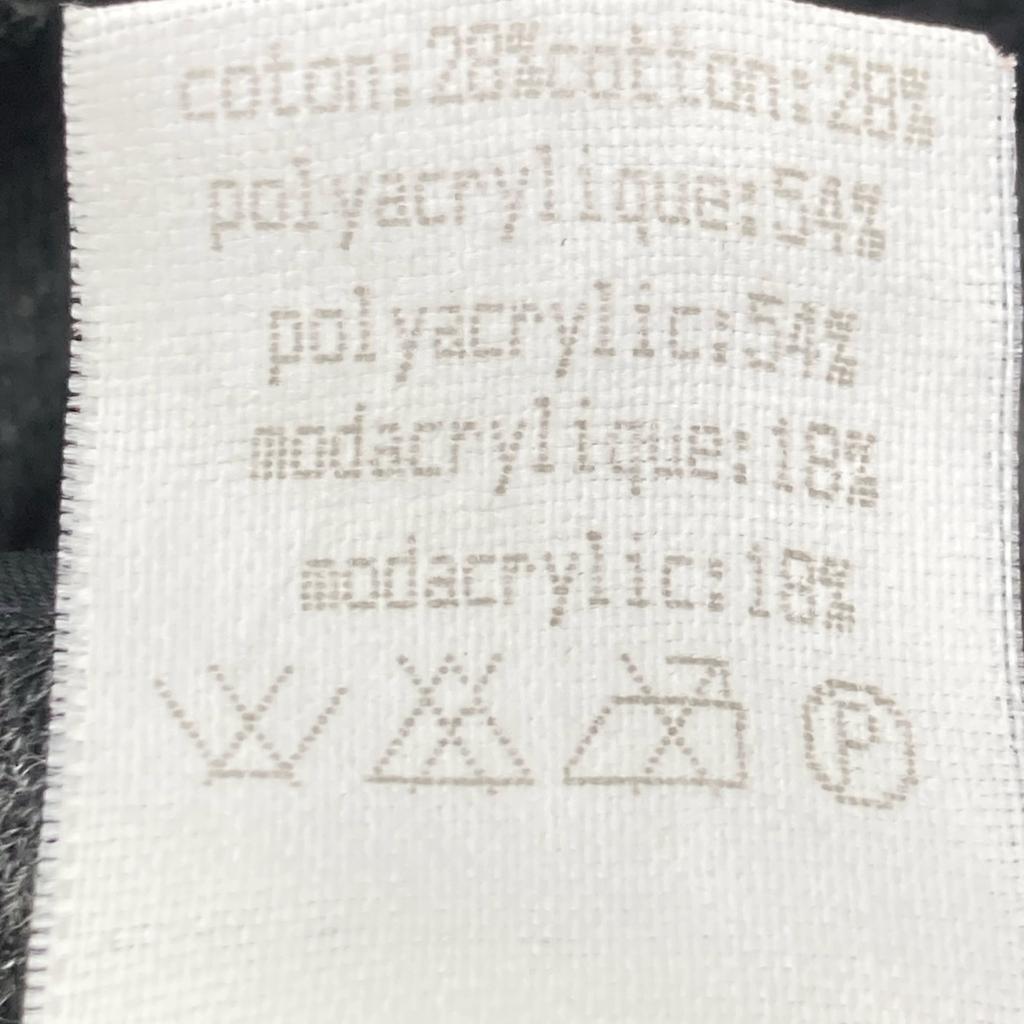 coton:28%cotton:28%
polyacrylique:54%
polyacrylic:54%
modacrylique:18%
modacrylic:18%
P